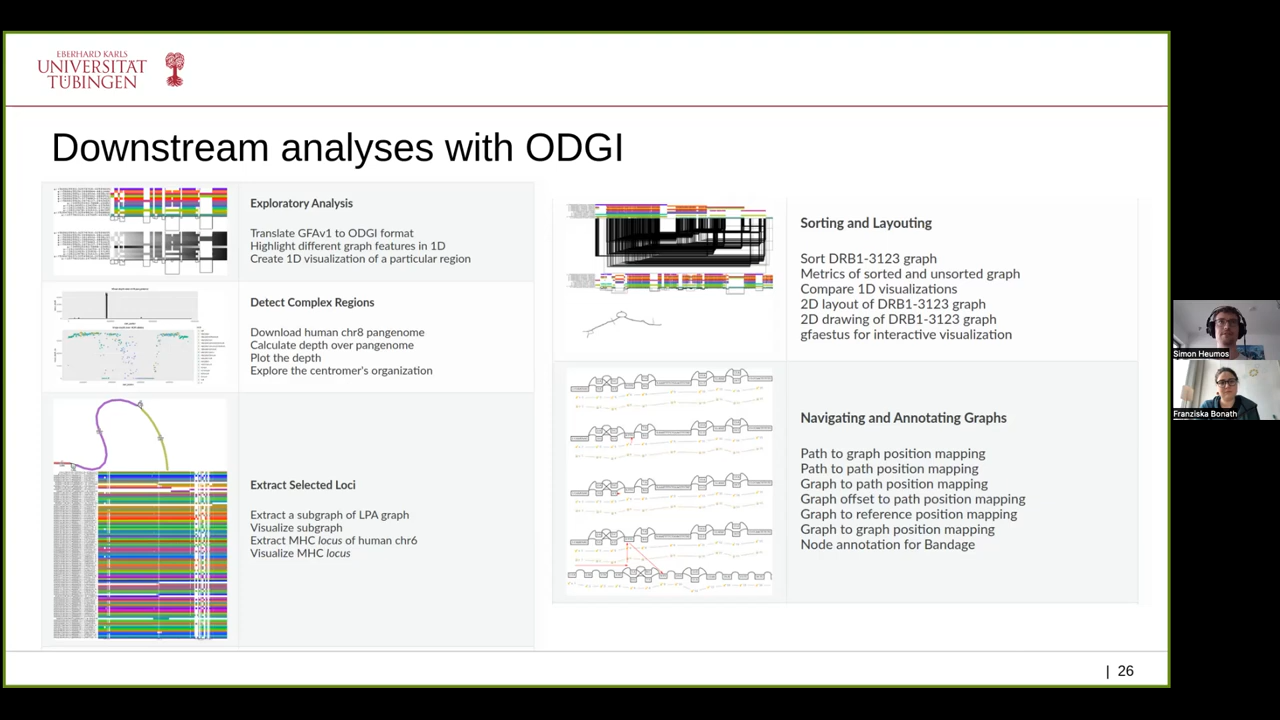 EBERHARD KARLS
UNIVERSITÄT
TÜBINGEN
Downstream analyses with ODGI
Exploratory Analysis
Translate GFAv1 to ODGI format
Highlight different graph features in 1D
Create 1D visualization of a particular region
Detect Complex Regions
Download human chr8 pangenome
Calculate depth over pangenome
Plot the depth
Explore the centromer's organization
Extract Selected Loci
Extract a subgraph of LPA graph
Visualize subgraph
Extract MHC locus of human chr6
Visualize MHC locus
Sorting and Layouting
Sort DRB1-3123 graph
Metrics of sorted and unsorted graph
Compare 1D visualizations
2D layout of DRB1-3123 graph
2D drawing of DRB1-3123 graph
gfaestus for interactive visualization
Navigating and Annotating Graphs
Path to graph position mapping
Path to path position mapping
Graph to path position mapping
Graph offset to path position mapping
Graph to reference position mapping
Graph to graph position mapping
Node annotation for Bandage
| 26
Simon Heumos
Franziska Bonath